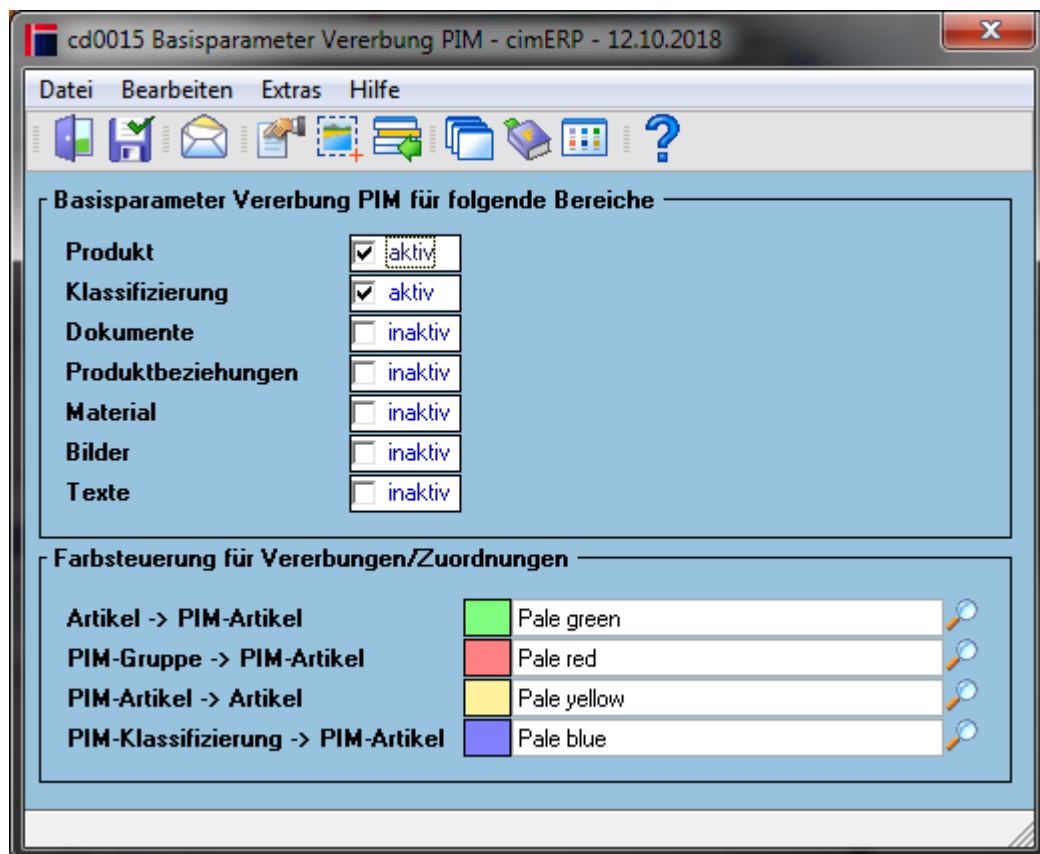 cd0015 Basisparameter Vererbung PIM - cimERP - 12.10.2018
Datei Bearbeiten Extras Hilfe
Basisparameter Vererbung PIM für folgende Bereiche
Produkt aktiv
Klassifizierung aktiv
Dokumente inaktiv
Produktbeziehungen inaktiv
Material inaktiv
Bilder inaktiv
Texte inaktiv
Farbsteuerung für Vererbungen/Zuordnungen
Artikel -> PIM-Artikel Pale green
PIM-Gruppe -> PIM-Artikel Pale red
PIM-Artikel -> Artikel Pale yellow
PIM-Klassifizierung -> PIM-Artikel Pale blue